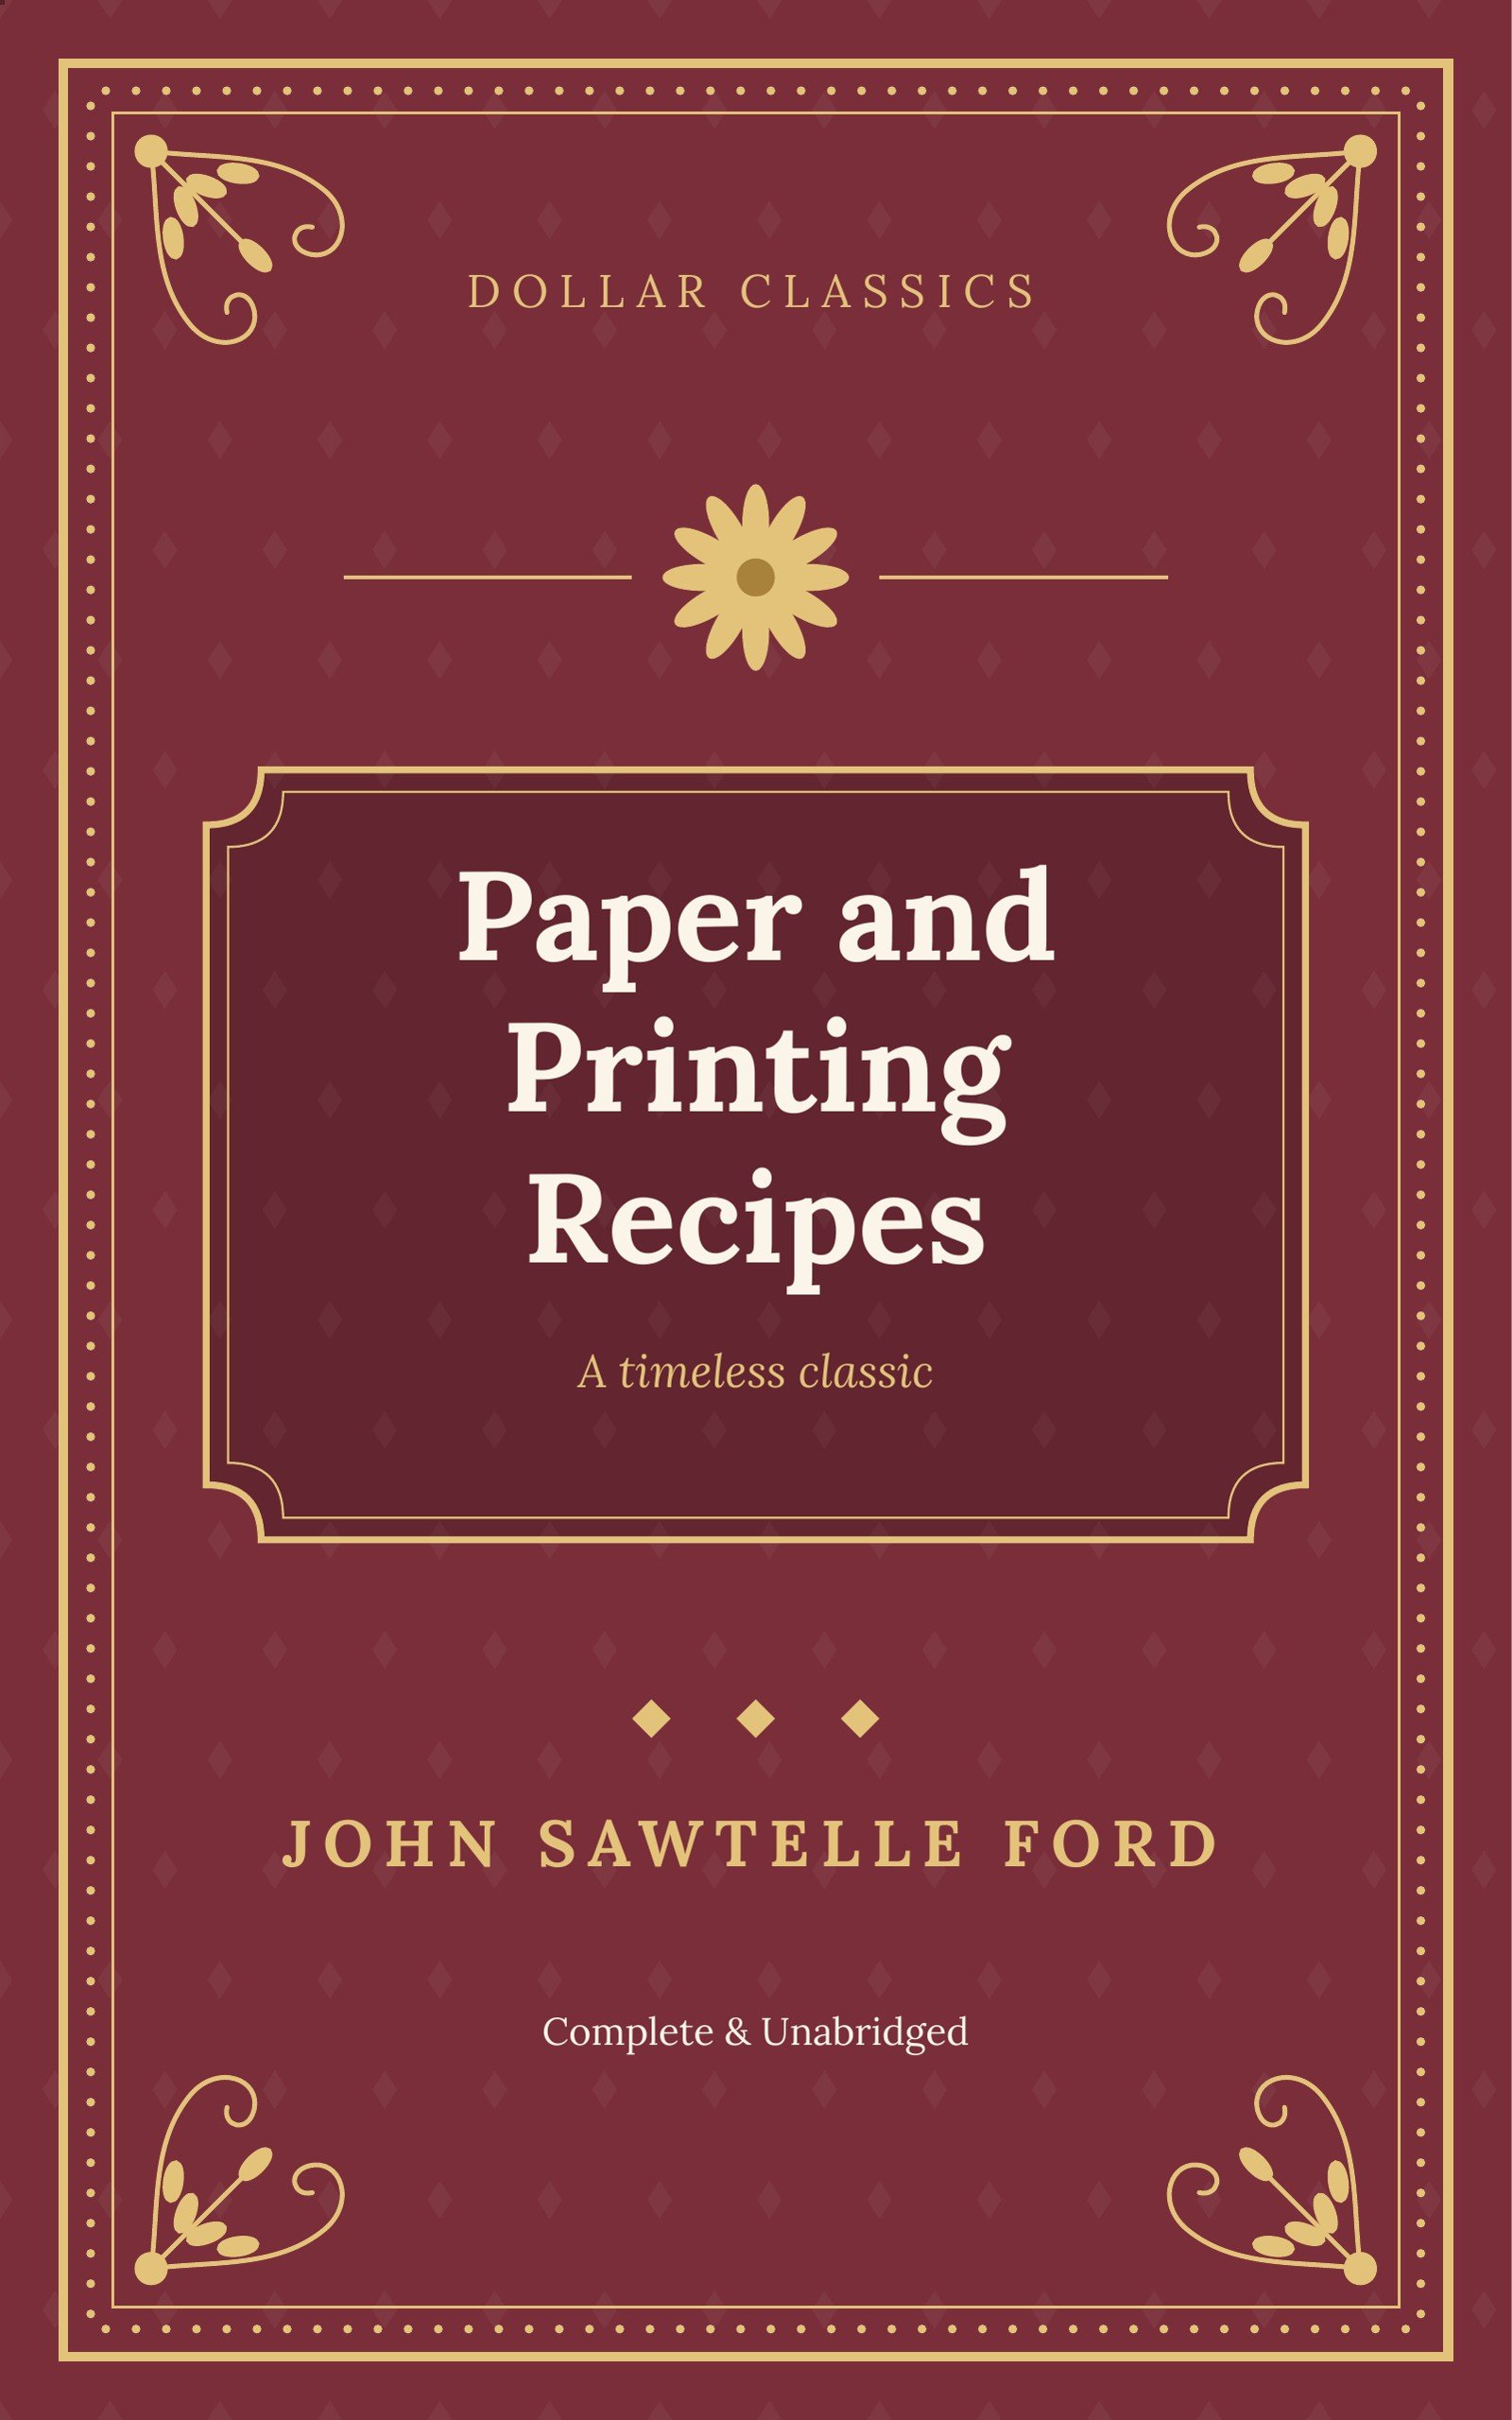 DOLLAR CLASSICS
Paper and
Printing
Recipes
A timeless classic
JOHN SAWTELLE FORD
Complete & Unabridged